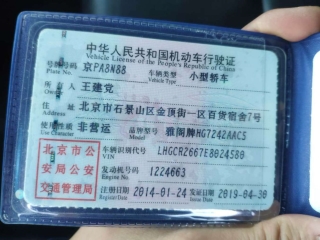 中华人民共和国机动车行驶证
Vehicle License of the People's Republic of China
号牌号码 京PA8N88 车辆类型 小型轿车
Plate No. Vehicle Type
所有人 王建党
Owner
住址 北京市石景山区金顶街一区百货宿舍7号
Address
使用性质 非营运 品牌型号 雅阁牌HG7242AAC5
Use Character Model
北京市公
安局公安
交通管理局
车辆识别代号 LHGCR2667E8024580
VIN
发动机号码 1224663
Engine No.
注册日期 2014-01-24 发证日期 2019-04-30
Register Date Issue Date